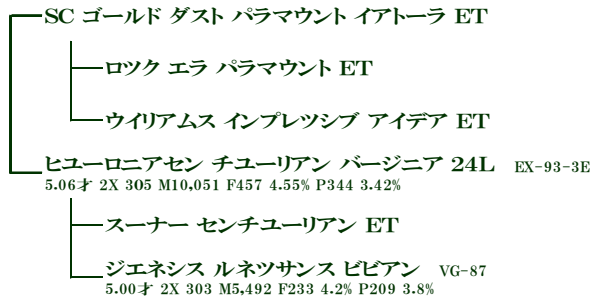 SC ゴールド ダスト パラマウント イアトーラ ET
ロツク エラ パラマウント ET
ウイリアムス インプレツシブ アイデア ET
ヒユーロニアセン チユーリアン バージニア 24L EX-93-3E
5.06才 2X 305 M10,051 F457 4.55% P344 3.42%
スーナー センチユーリアン ET
ジエネシス ルネツサンス ビビアン VG-87
5.00才 2X 303 M5,492 F233 4.2% P209 3.8%